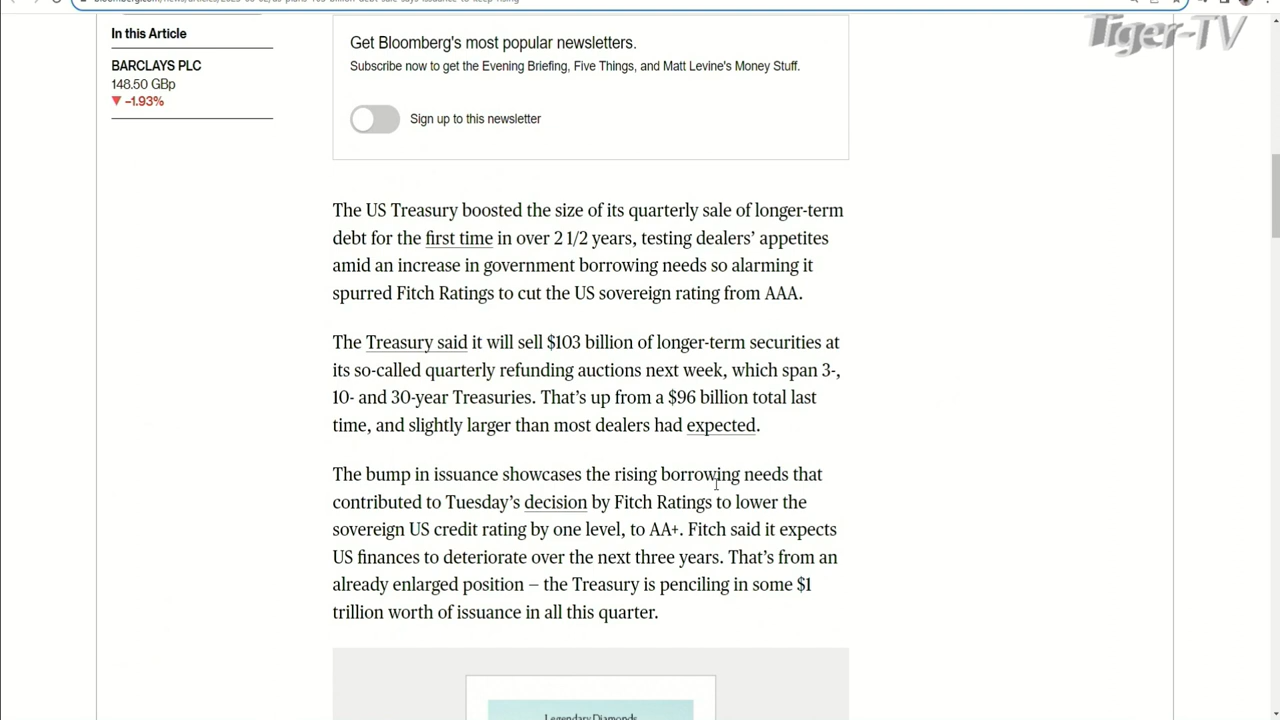 Tiger-TV
In this Article
BARCLAYS PLC
148.50 GBp
▼ –1.93%
Get Bloomberg's most popular newsletters.
Subscribe now to get the Evening Briefing, Five Things, and Matt Levine's Money Stuff.
Sign up to this newsletter
The US Treasury boosted the size of its quarterly sale of longer-term
debt for the first time in over 2 1/2 years, testing dealers’ appetites
amid an increase in government borrowing needs so alarming it
spurred Fitch Ratings to cut the US sovereign rating from AAA.
The Treasury said it will sell $103 billion of longer-term securities at
its so-called quarterly refunding auctions next week, which span 3-,
10- and 30-year Treasuries. That’s up from a $96 billion total last
time, and slightly larger than most dealers had expected.
The bump in issuance showcases the rising borrowing needs that
contributed to Tuesday’s decision by Fitch Ratings to lower the
sovereign US credit rating by one level, to AA+. Fitch said it expects
US finances to deteriorate over the next three years. That’s from an
already enlarged position – the Treasury is penciling in some $1
trillion worth of issuance in all this quarter.
Legendary Diamonds